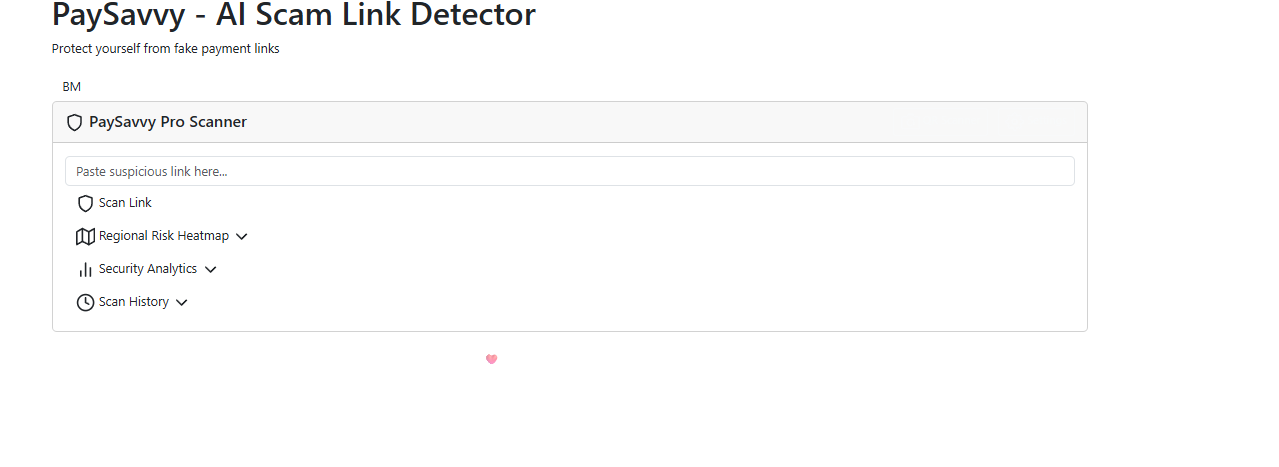 PaySavvy - AI Scam Link Detector
Protect yourself from fake payment links
BM
PaySavvy Pro Scanner
Paste suspicious link here...
Scan Link
Regional Risk Heatmap
Security Analytics
Scan History